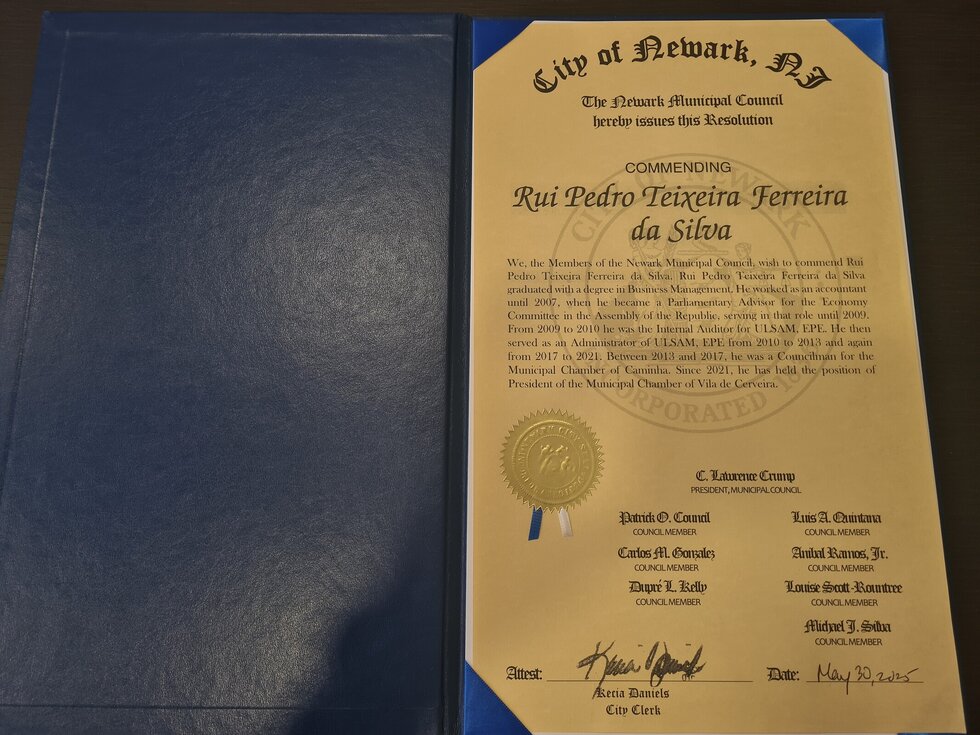 City of Newark, NJ
The Newark Municipal Council
hereby issues this Resolution
COMMENDING
Rui Pedro Teixeira Ferreira
da Silva
We, the Members of the Newark Municipal Council, wish to commend Rui
Pedro Teixeira Ferreira da Silva. Rui Pedro Teixeira Ferreira da Silva
graduated with a degree in Business Management. He worked as an accountant
until 2007, when he became a Parliamentary Advisor for the Economy
Committee in the Assembly of the Republic, serving in that role until 2009.
From 2009 to 2010 he was the Internal Auditor for ULSAM, EPE. He then
served as an Administrator of ULSAM, EPE from 2010 to 2013 and again
from 2017 to 2021. Between 2013 and 2017, he was a Councilman for the
Municipal Chamber of Caminha. Since 2021, he has held the position of
President of the Municipal Chamber of Vila de Cerveira.
CITY OF NEWARK
INCORPORATED
C. Lawrence Crump
PRESIDENT, MUNICIPAL COUNCIL
Patrick O. Council
COUNCIL MEMBER
Luis A. Quintana
COUNCIL MEMBER
Carlos M. Gonzalez
COUNCIL MEMBER
Anibal Ramos, Jr.
COUNCIL MEMBER
Dupré L. Kelly
COUNCIL MEMBER
Louise Scott-Rountree
COUNCIL MEMBER
Michael J. Silva
COUNCIL MEMBER
Attest: Kecia Daniels
Date: May 30, 2025
Kecia Daniels
City Clerk